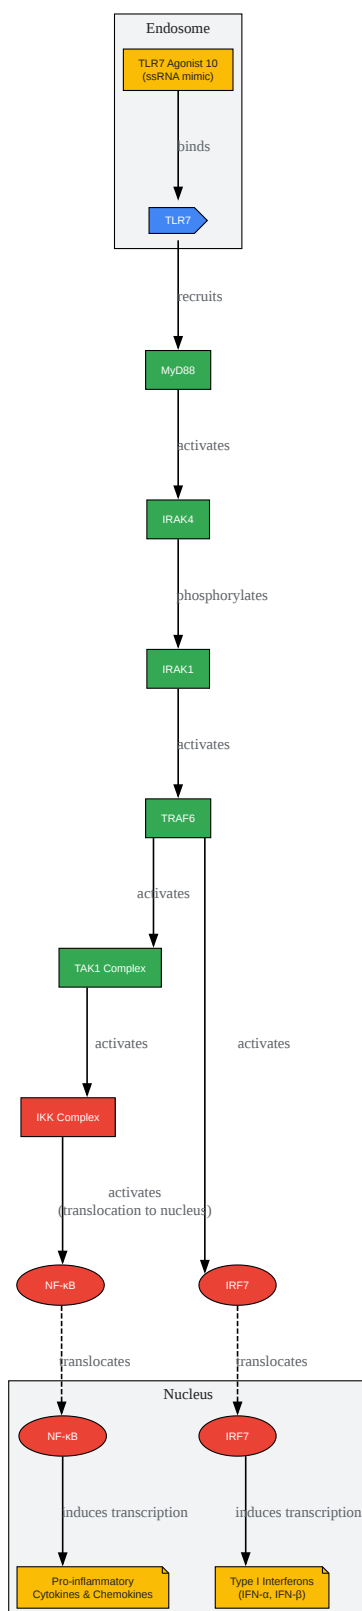 Endosome
TLR7 Agonist 10
(ssRNA mimic)
binds
TLR7
recruits
MyD88
activates
IRAK4
phosphorylates
IRAK1
activates
TRAF6
activates
TAK1 Complex
activates
activates
IKK Complex
activates
(translocation to nucleus)
NF-κB
IRF7
translocates
translocates
Nucleus
NF-κB
IRF7
induces transcription
induces transcription
Pro-inflammatory
Cytokines & Chemokines
Type I Interferons
(IFN-α, IFN-β)